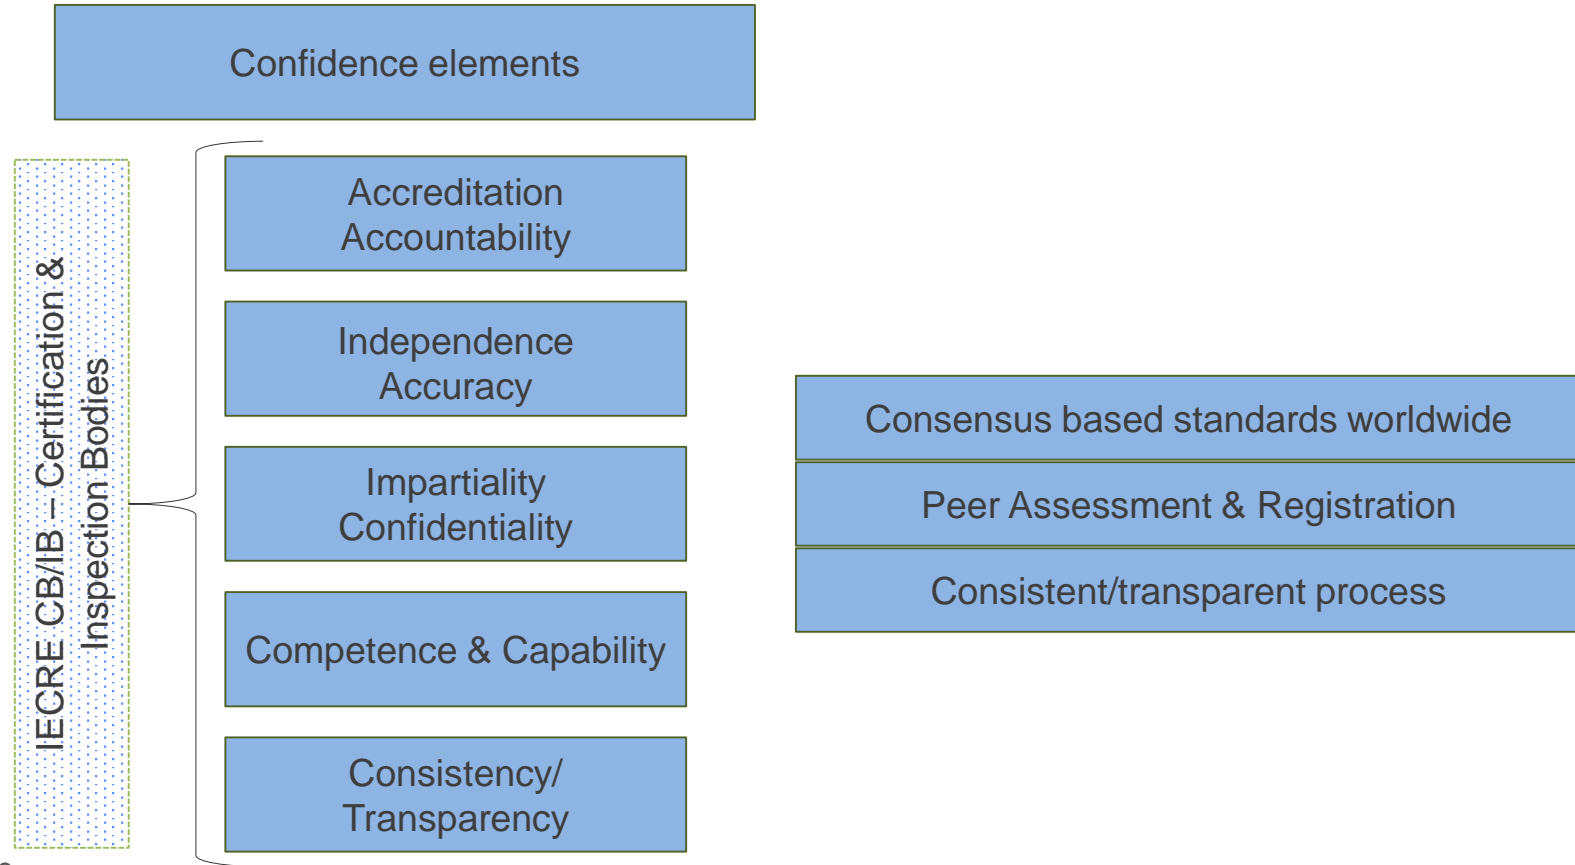 Confidence elements
IECRE CB/IB – Certification &
Inspection Bodies
Accreditation
Accountability
Independence
Accuracy
Impartiality
Confidentiality
Competence & Capability
Consistency/
Transparency
Consensus based standards worldwide
Peer Assessment & Registration
Consistent/transparent process